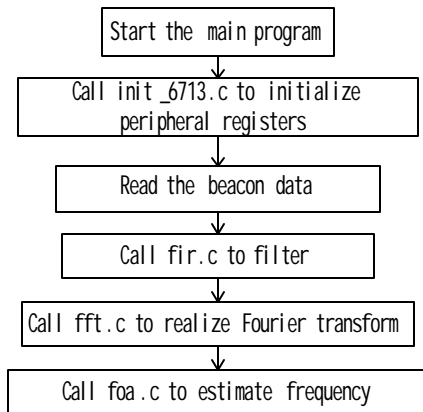 Start the main program
Call init_6713.c to initialize
peripheral registers
Read the beacon data
Call fir.c to filter
Call fft.c to realize Fourier transform
Call foa.c to estimate frequency